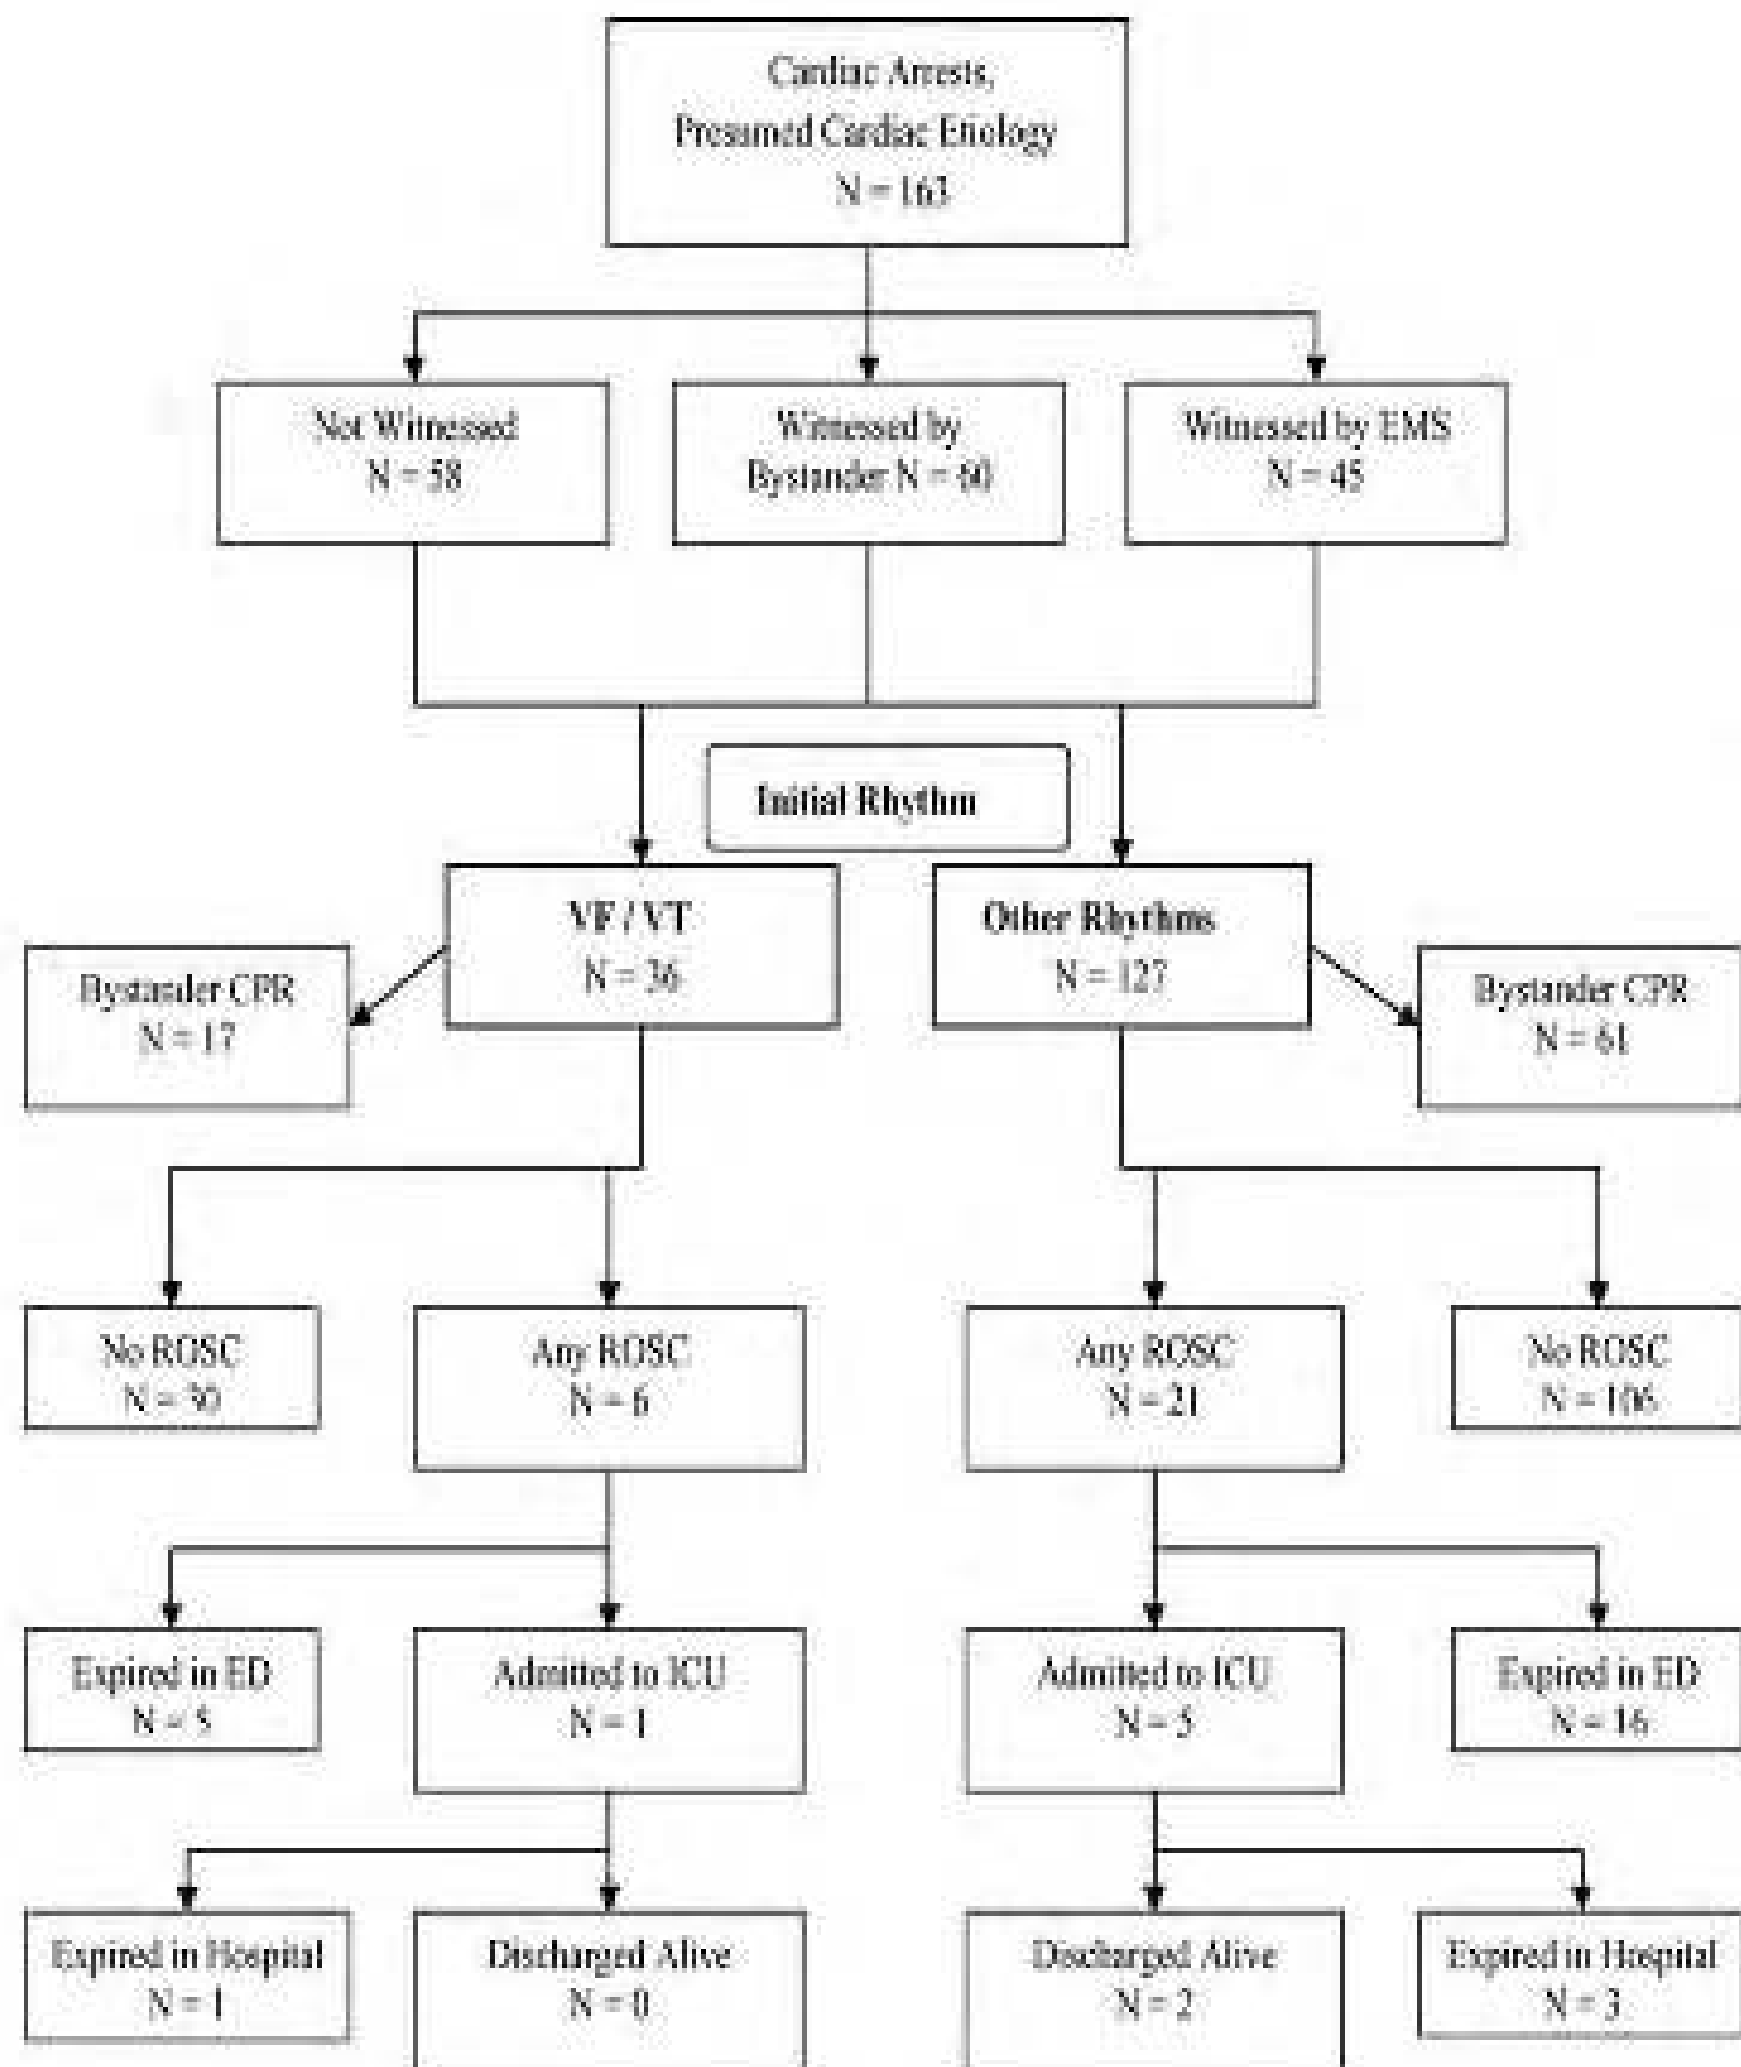 Cardiac Arrests,
Presumed Cardiac Etiology
N = 163
Not Witnessed
N = 58
Witnessed by
Bystander N = 60
Witnessed by EMS
N = 45
Initial Rhythm
VF / VT
N = 36
Other Rhythms
N = 127
Bystander CPR
N = 17
Bystander CPR
N = 61
No ROSC
N = 30
Any ROSC
N = 6
Any ROSC
N = 21
No ROSC
N = 106
Expired in ED
N = 5
Admitted to ICU
N = 1
Admitted to ICU
N = 5
Expired in ED
N = 16
Expired in Hospital
N = 1
Discharged Alive
N = 0
Discharged Alive
N = 2
Expired in Hospital
N = 3